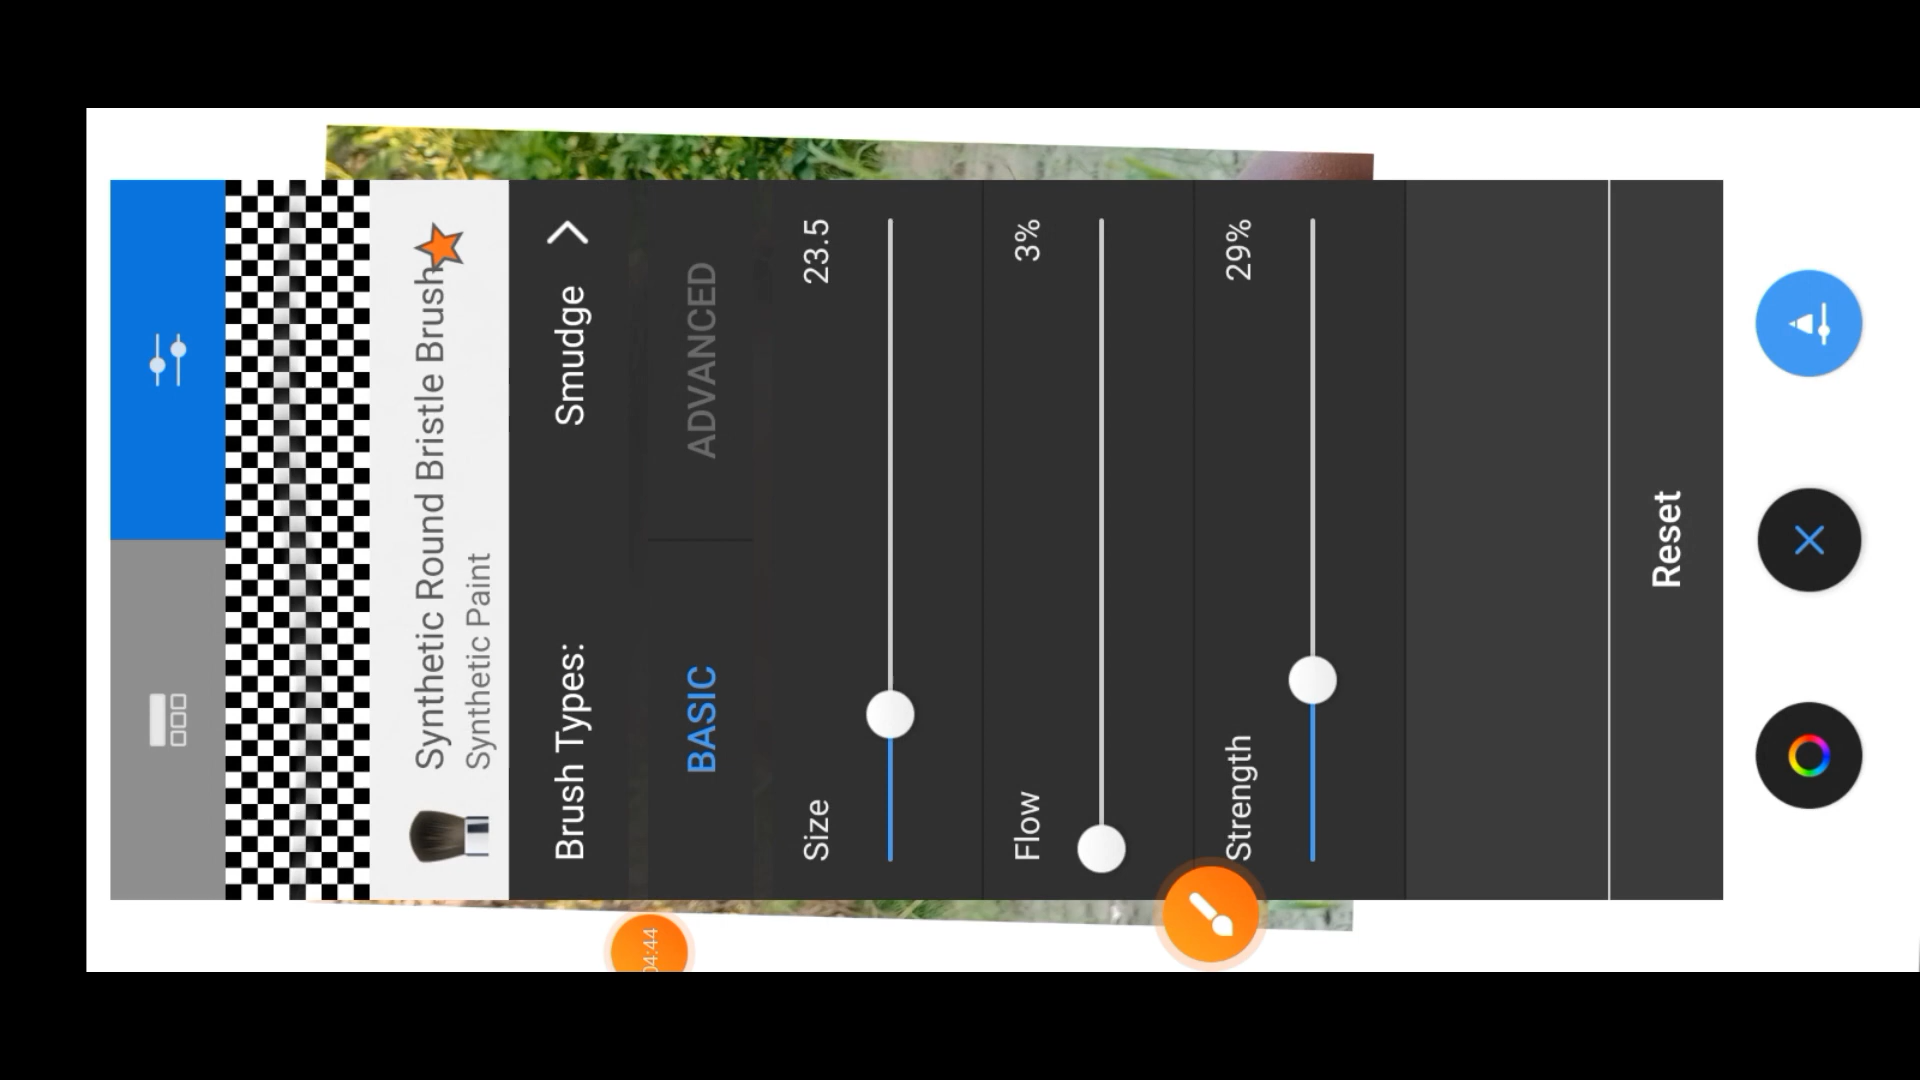 Synthetic Round Bristle Brush
Synthetic Paint
Brush Types: Smudge
BASIC ADVANCED
Size 23.5
Flow 3%
Strength 29%
Reset
04:44